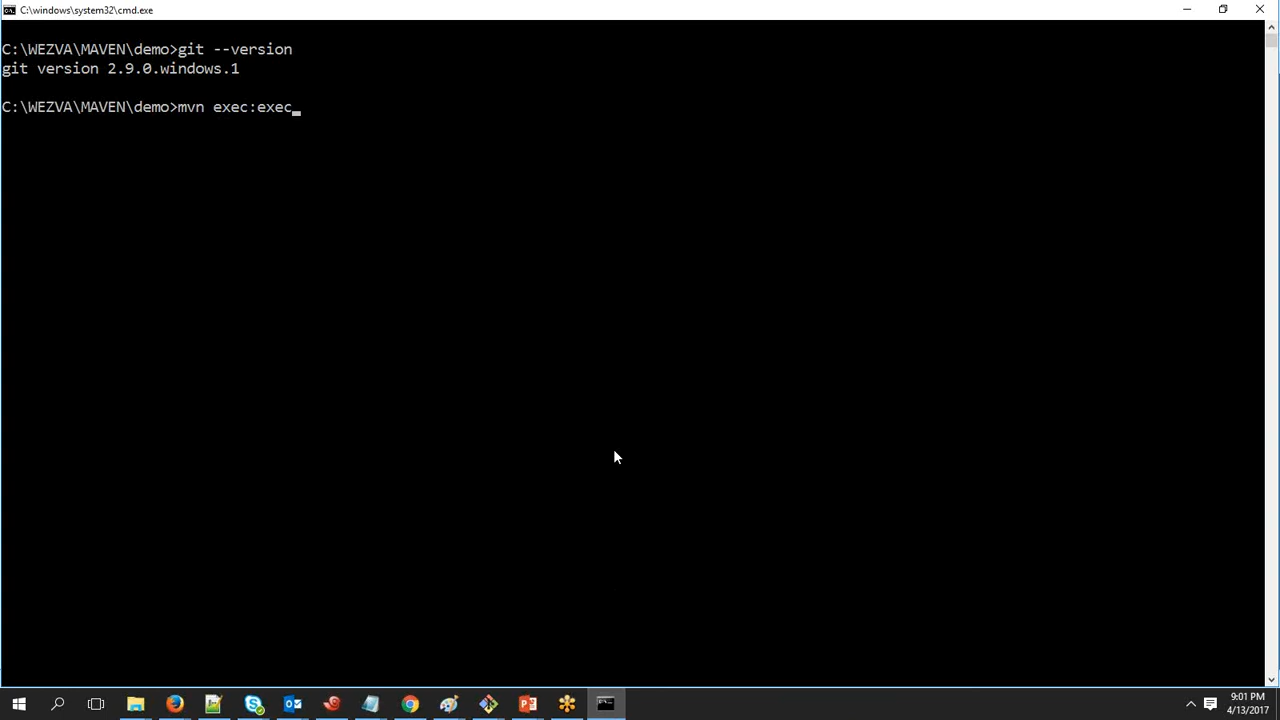 C:\windows\system32\cmd.exe
C:\WEZVA\MAVEN\demo>git --version
git version 2.9.0.windows.1
C:\WEZVA\MAVEN\demo>mvn exec:exec
9:01 PM
4/13/2017